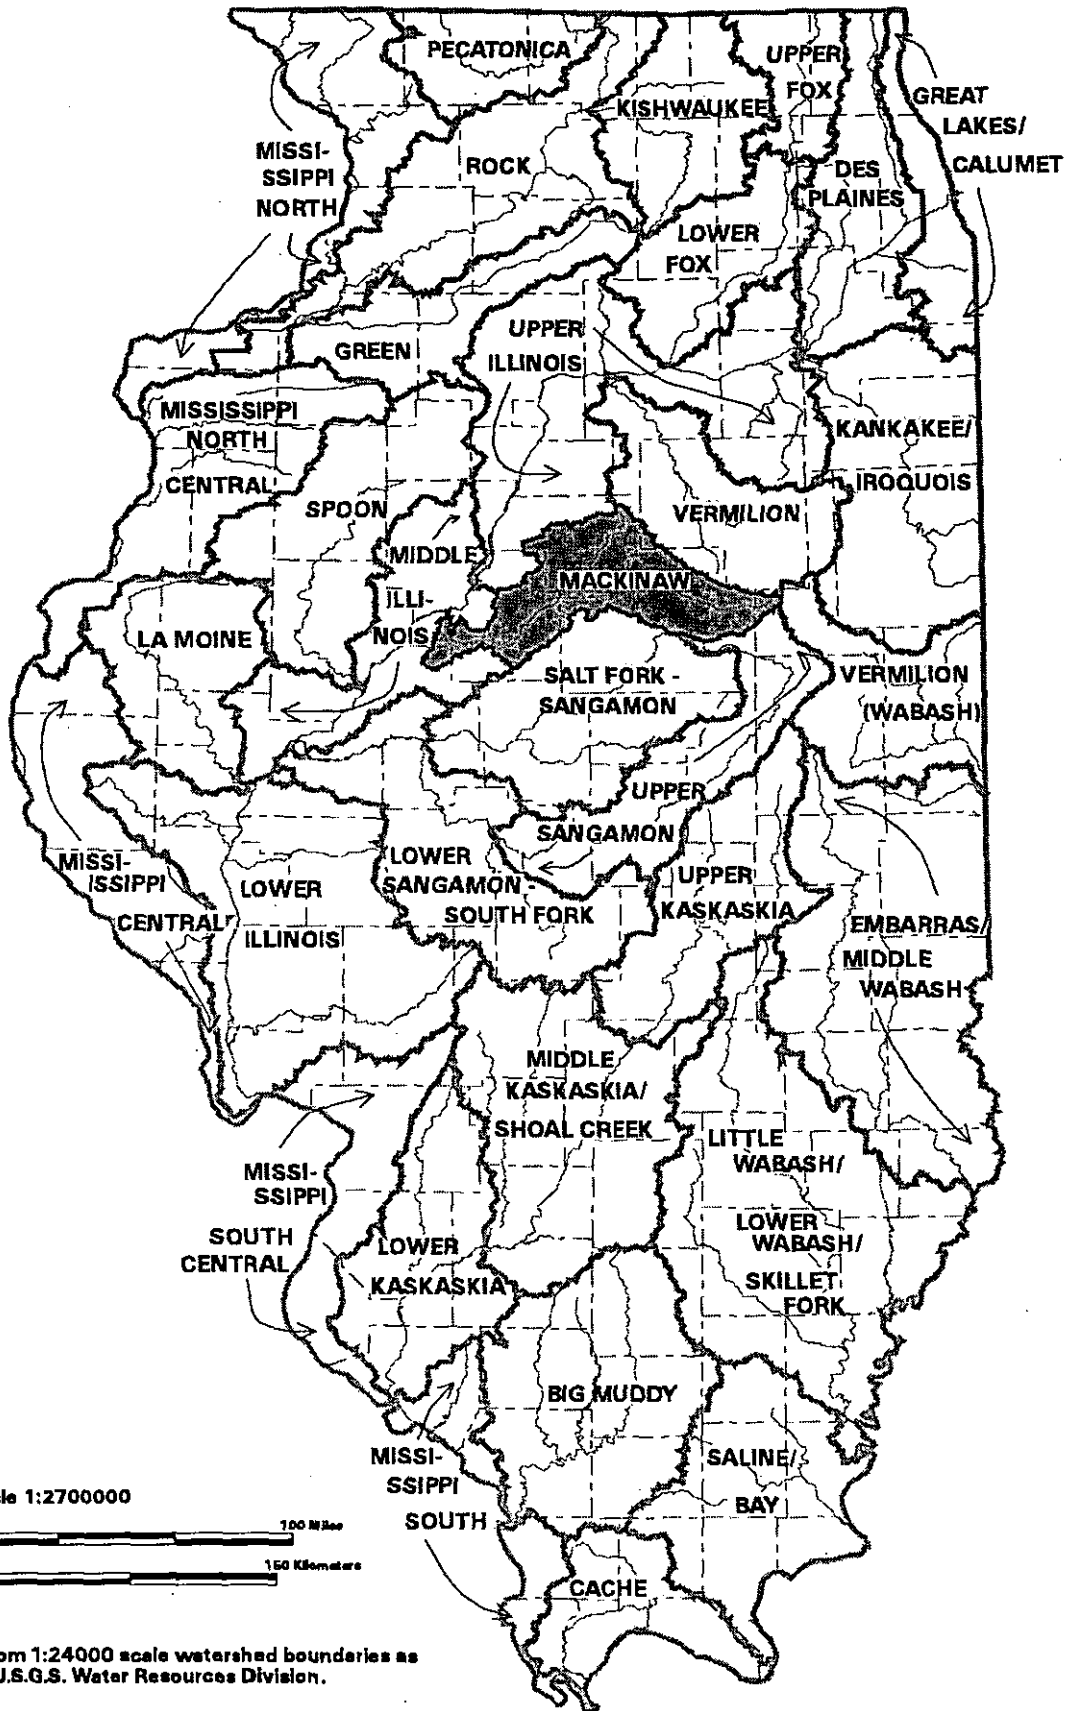 PECATONICA
UPPER
FOX
KISHWAUKEE
GREAT
LAKES/
CALUMET
MISSI-
SSIPPI
NORTH
ROCK
DES
PLAINES
LOWER
FOX
GREEN
UPPER
ILLINOIS
MISSISSIPPI
NORTH
CENTRAL
KANKAKEE/
IROQUOIS
SPOON
VERMILION
MIDDLE
ILLI-
NOIS
MACKINAW
LA MOINE
SALT FORK -
SANGAMON
VERMILION
(WABASH)
UPPER
SANGAMON
MISSI-
ISSIPPI
CENTRAL
LOWER
ILLINOIS
LOWER
SANGAMON -
SOUTH FORK
UPPER
KASKASKIA
EMBARRAS/
MIDDLE
WABASH
MIDDLE
KASKASKIA/
SHOAL CREEK
LITTLE
WABASH/
MISSI-
SSIPPI
SOUTH
CENTRAL
LOWER
KASKASKIA
LOWER
WABASH/
SKILLET
FORK
BIG MUDDY
MISSI-
SSIPPI
SOUTH
SALINE/
BAY
CACHE
le 1:2700000
100 Miles
150 Kilometers
om 1:24000 scale watershed boundaries as
U.S.G.S. Water Resources Division.